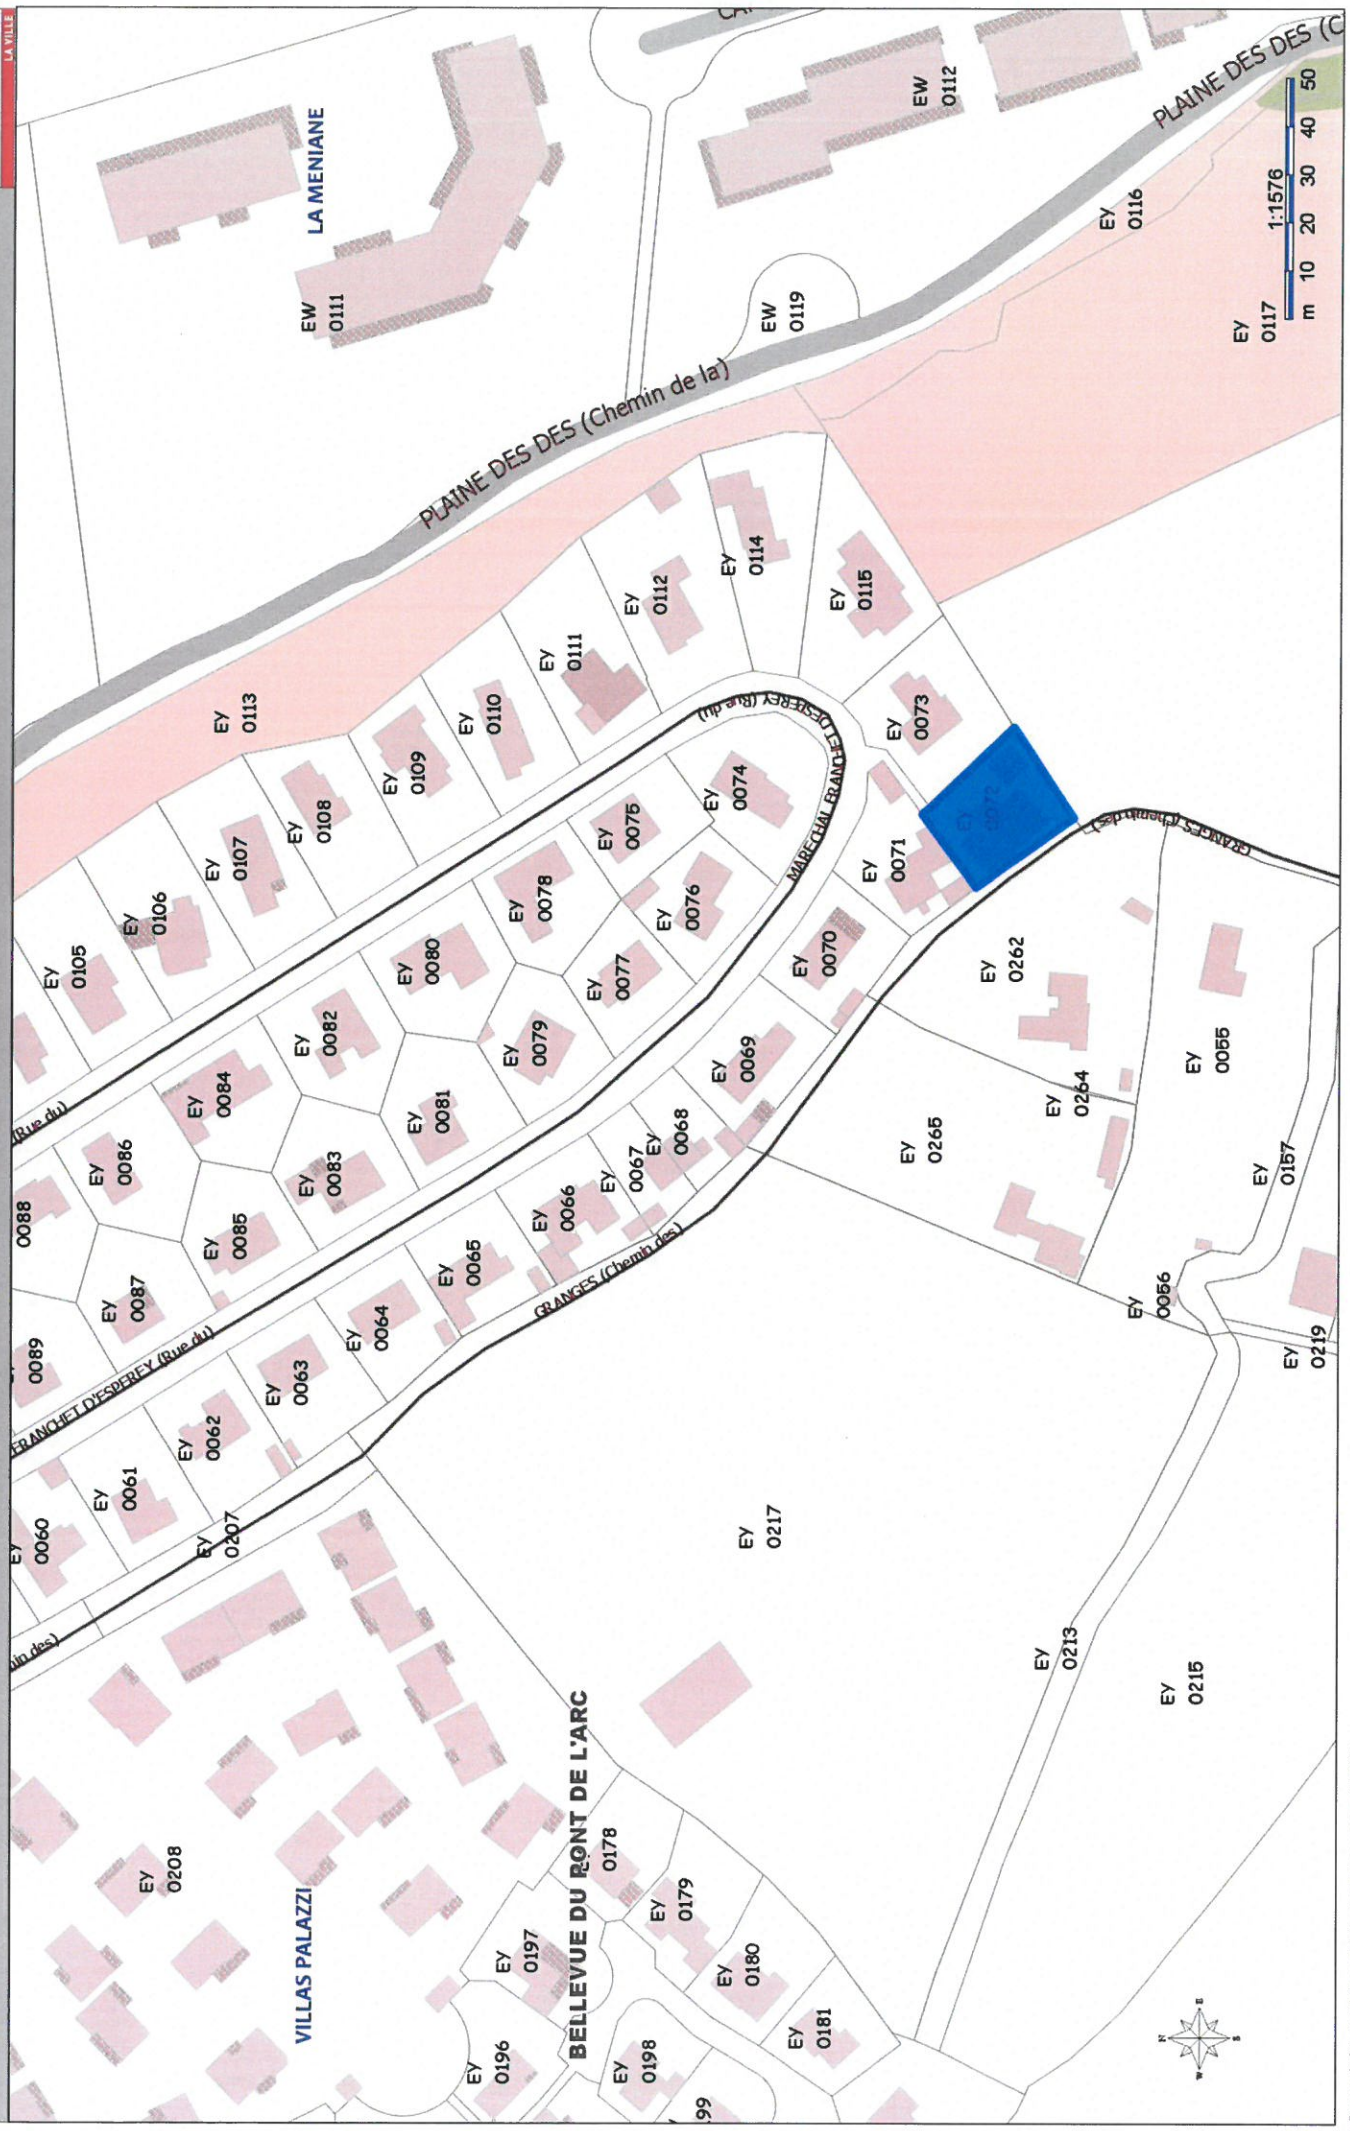 LA VILLE
LA MENIANE
EW
0111
EW
0112
EW
0119
PLAINE DES DES (C
PLAINE DES DES (Chemin de la)
EY
0116
EY
0117
1:1576
m 10 20 30 40 50
EY
0113
EY
0105
EY
0106
EY
0107
EY
0108
EY
0109
EY
0110
EY
0111
EY
0112
EY
0114
EY
0115
EY
0073
EY
0072
EY
0071
EY
0070
EY
0069
EY
0068
EY
0067
EY
0066
EY
0065
EY
0064
EY
0063
EY
0062
EY
0061
EY
0060
EY
0207
EY
0074
EY
0075
EY
0076
EY
0077
EY
0078
EY
0079
EY
0080
EY
0081
EY
0082
EY
0083
EY
0084
EY
0085
EY
0086
EY
0087
0088
0089
(Rue du)
FRANCHET D'ESPEREY (Rue du)
MARECHAL FRANCHET D'ESPEREY (Rue du)
GRANGES (Chemin des)
GRANGES (Chemin des)
in des)
EY
0262
EY
0264
EY
0265
EY
0055
EY
0157
EY
0056
EY
0219
EY
0217
EY
0213
EY
0215
EY
0208
VILLAS PALAZZI
BELLEVUE DU PONT DE L'ARC
EY
0178
EY
0179
EY
0180
EY
0181
EY
0197
EY
0196
EY
0198
99
N
E
S
W